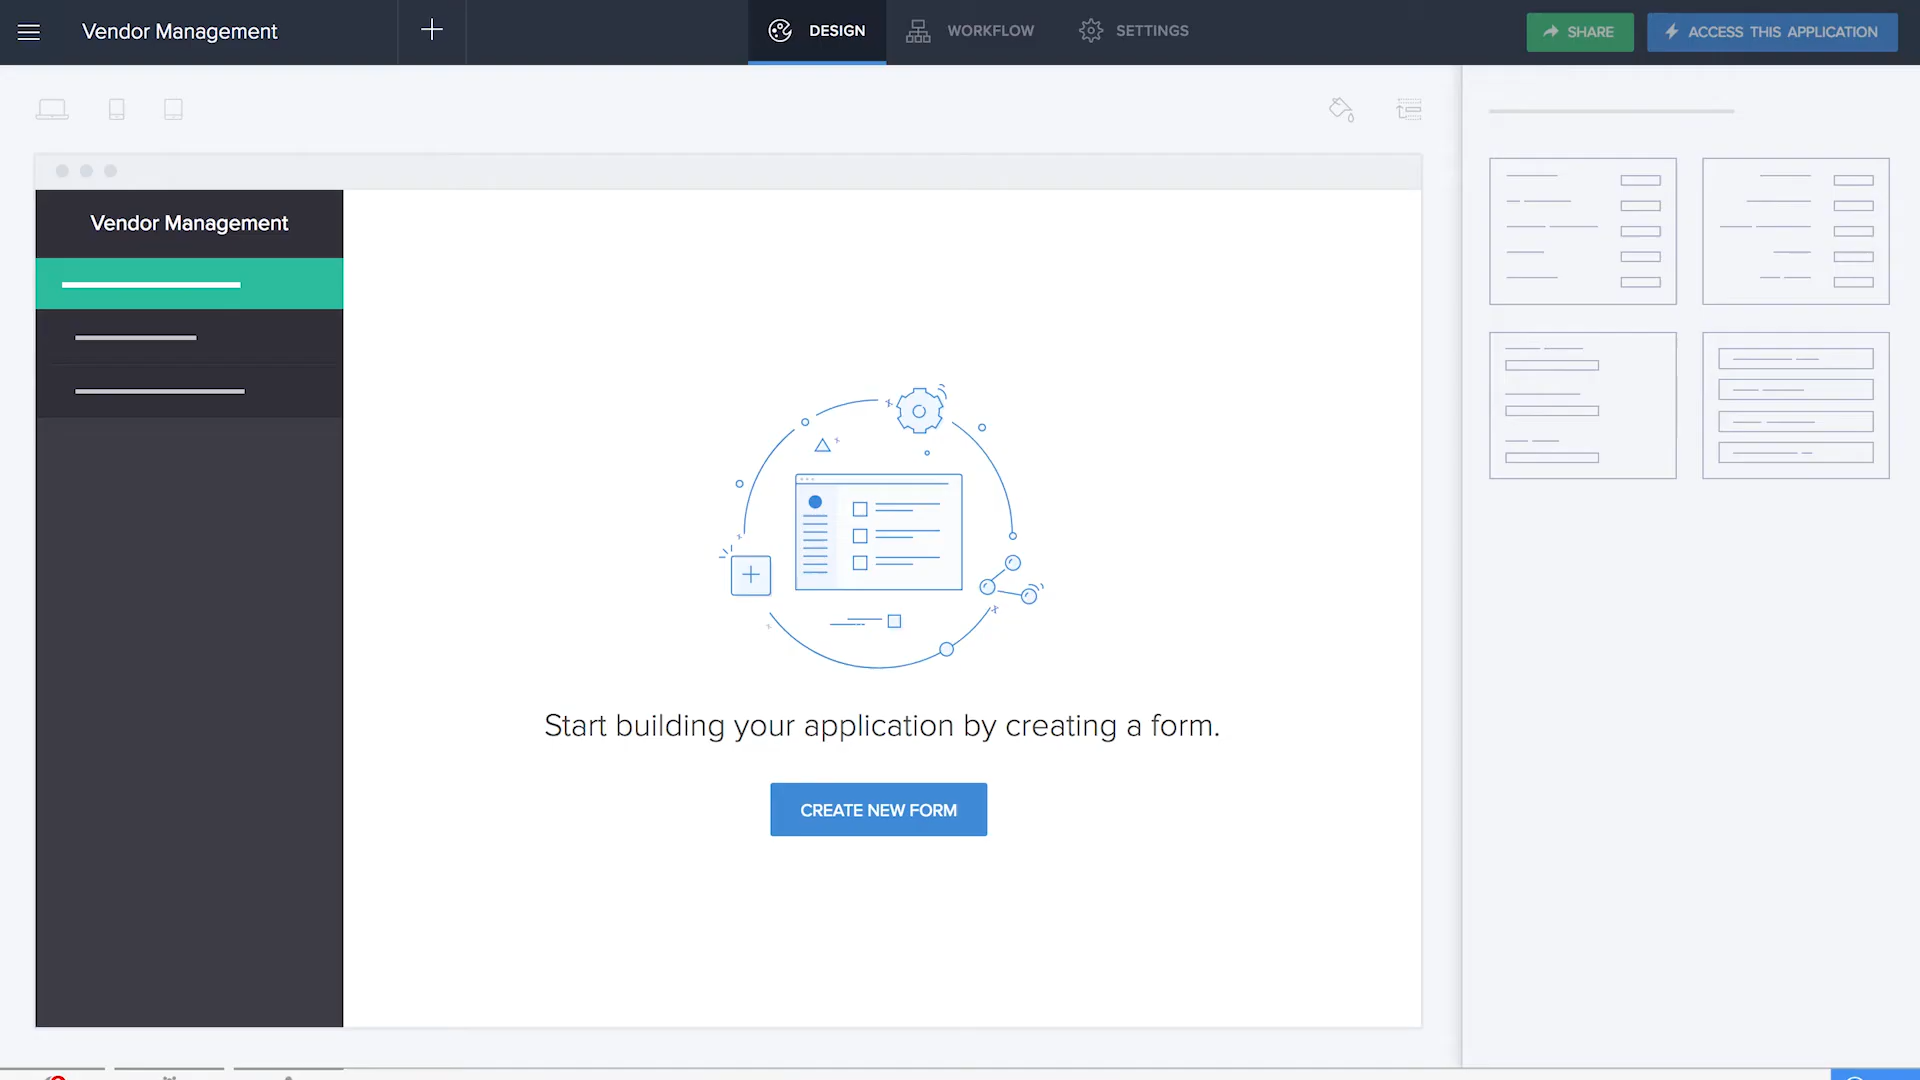 Vendor Management
DESIGN
WORKFLOW
SETTINGS
SHARE
ACCESS THIS APPLICATION
Vendor Management
Start building your application by creating a form.
CREATE NEW FORM